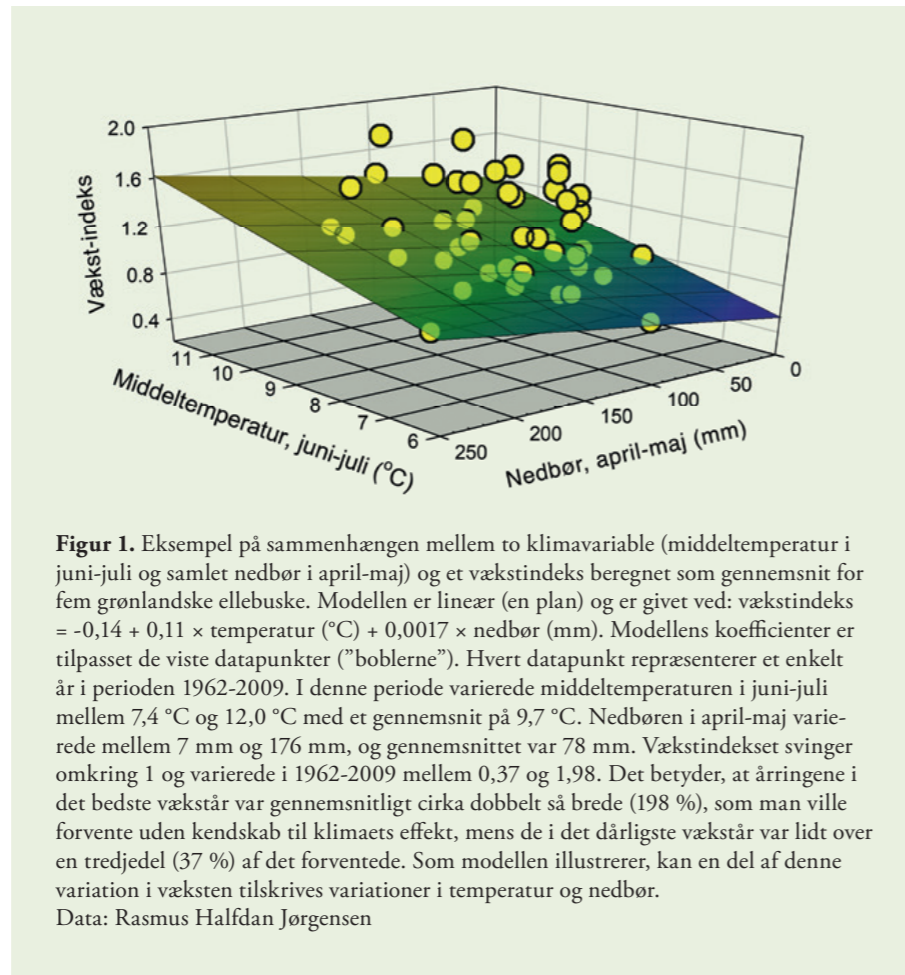 2.0
1.6
1.2
0.8
0.4
Vækst-indeks
11
10
9
8
7
6
Middeltemperatur, juni-juli (°C)
250
200
150
100
50
0
Nedbør, april-maj (mm)
Figur 1. Eksempel på sammenhængen mellem to klimavariable (middeltemperatur i
juni-juli og samlet nedbør i april-maj) og et vækstindeks beregnet som gennemsnit for
fem grønlandske ellebuske. Modellen er lineær (en plan) og er givet ved: vækstindeks
= -0,14 + 0,11 × temperatur (°C) + 0,0017 × nedbør (mm). Modellens koefficienter er
tilpasset de viste datapunkter (”boblerne”). Hvert datapunkt repræsenterer et enkelt
år i perioden 1962-2009. I denne periode varierede middeltemperaturen i juni-juli
mellem 7,4 °C og 12,0 °C med et gennemsnit på 9,7 °C. Nedbøren i april-maj varie-
rede mellem 7 mm og 176 mm, og gennemsnittet var 78 mm. Vækstindekset svinger
omkring 1 og varierede i 1962-2009 mellem 0,37 og 1,98. Det betyder, at årringene i
det bedste vækstår var gennemsnitligt cirka dobbelt så brede (198 %), som man ville
forvente uden kendskab til klimaets effekt, mens de i det dårligste vækstår var lidt over
en tredjedel (37 %) af det forventede. Som modellen illustrerer, kan en del af denne
variation i væksten tilskrives variationer i temperatur og nedbør.
Data: Rasmus Halfdan Jørgensen